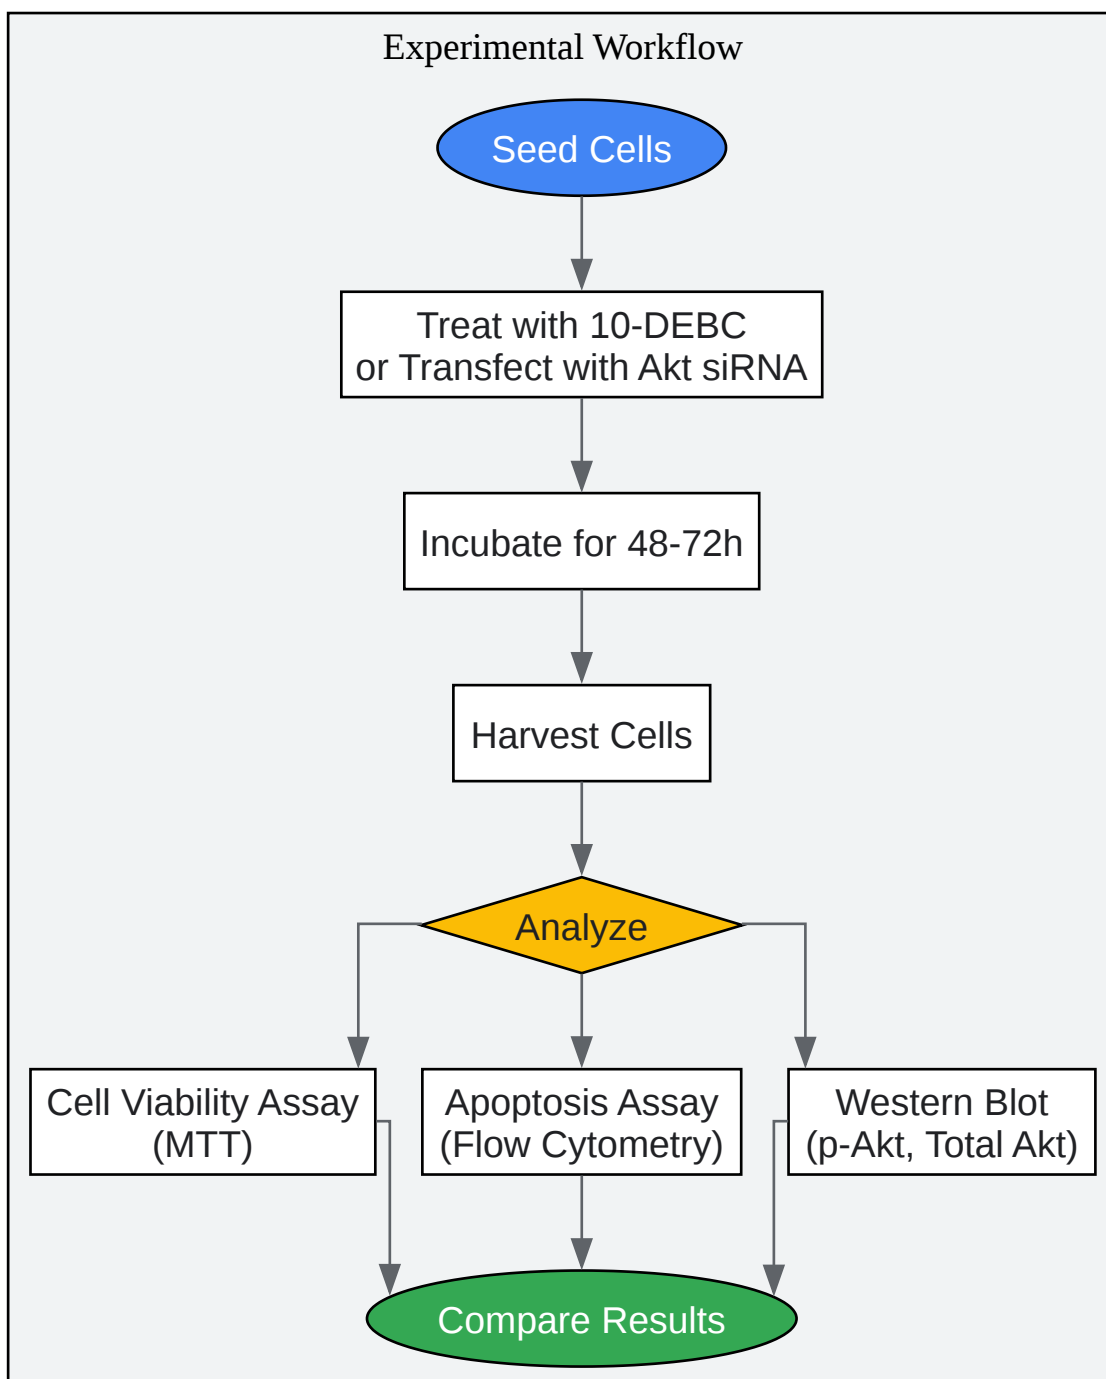 Experimental Workflow
Seed Cells
Treat with 10-DEBC
or Transfect with Akt siRNA
Incubate for 48-72h
Harvest Cells
Analyze
Cell Viability Assay
(MTT)
Apoptosis Assay
(Flow Cytometry)
Western Blot
(p-Akt, Total Akt)
Compare Results